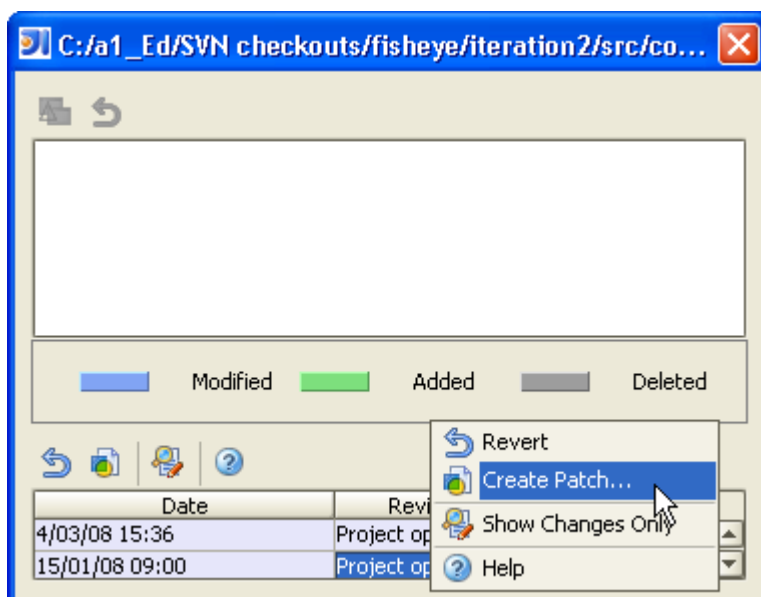 C:/a1_Ed/SVN checkouts/fisheye/iteration2/src/co...
Modified Added Deleted
Revert
Create Patch...
Show Changes Only
Help
Date Revi
4/03/08 15:36 Project op
15/01/08 09:00 Project op